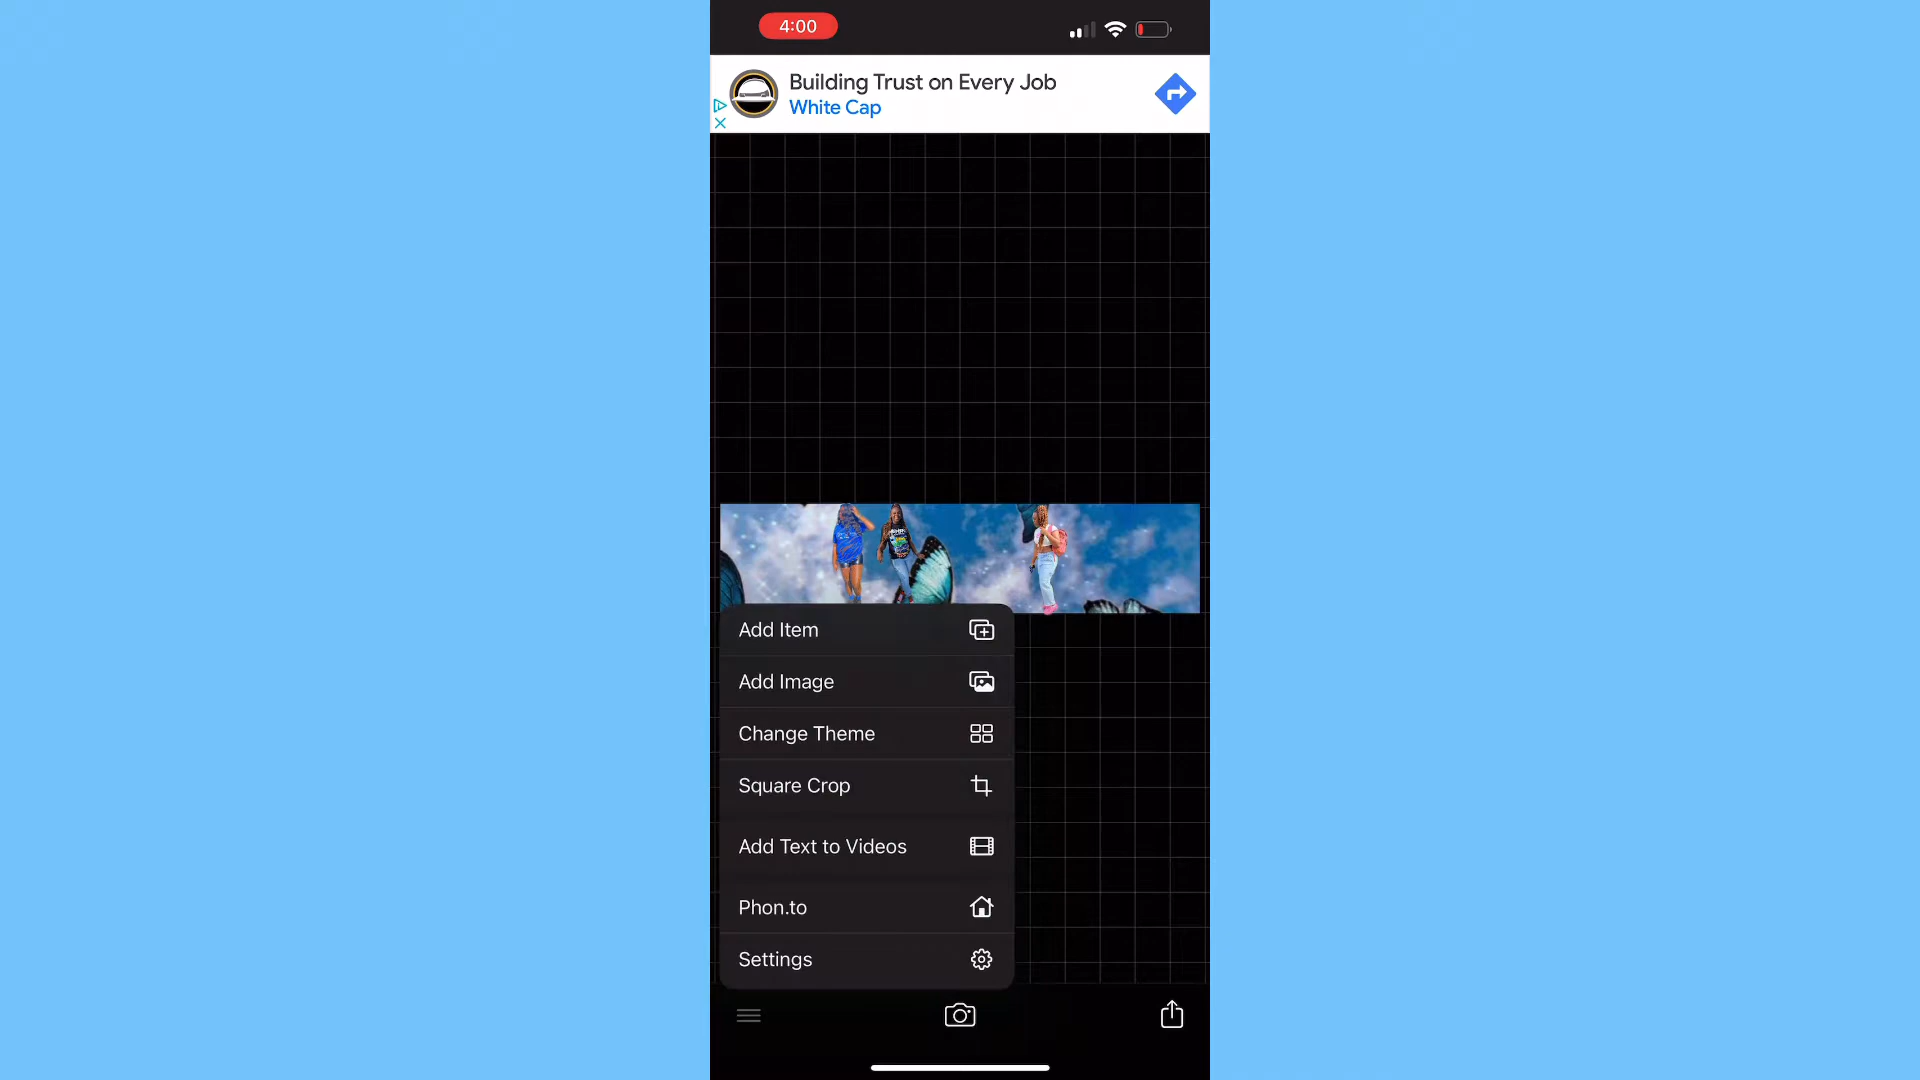 4:00
Building Trust on Every Job
White Cap
Add Item
Add Image
Change Theme
Square Crop
Add Text to Videos
Phon.to
Settings